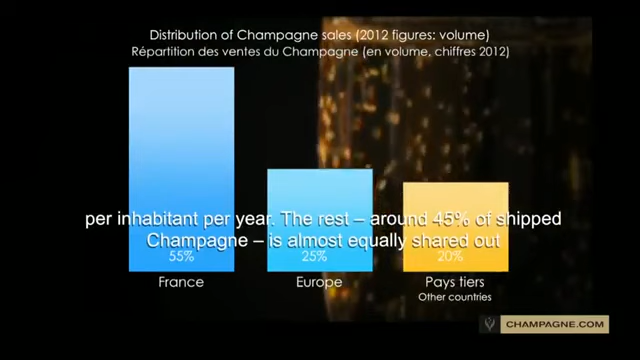 Distribution of Champagne sales (2012 figures: volume)
Répartition des ventes du Champagne (en volume, chiffres 2012)
per inhabitant per year. The rest – around 45% of shipped
Champagne – is almost equally shared out
55% 25% 20%
France Europe Pays tiers
Other countries
CHAMPAGNE.COM